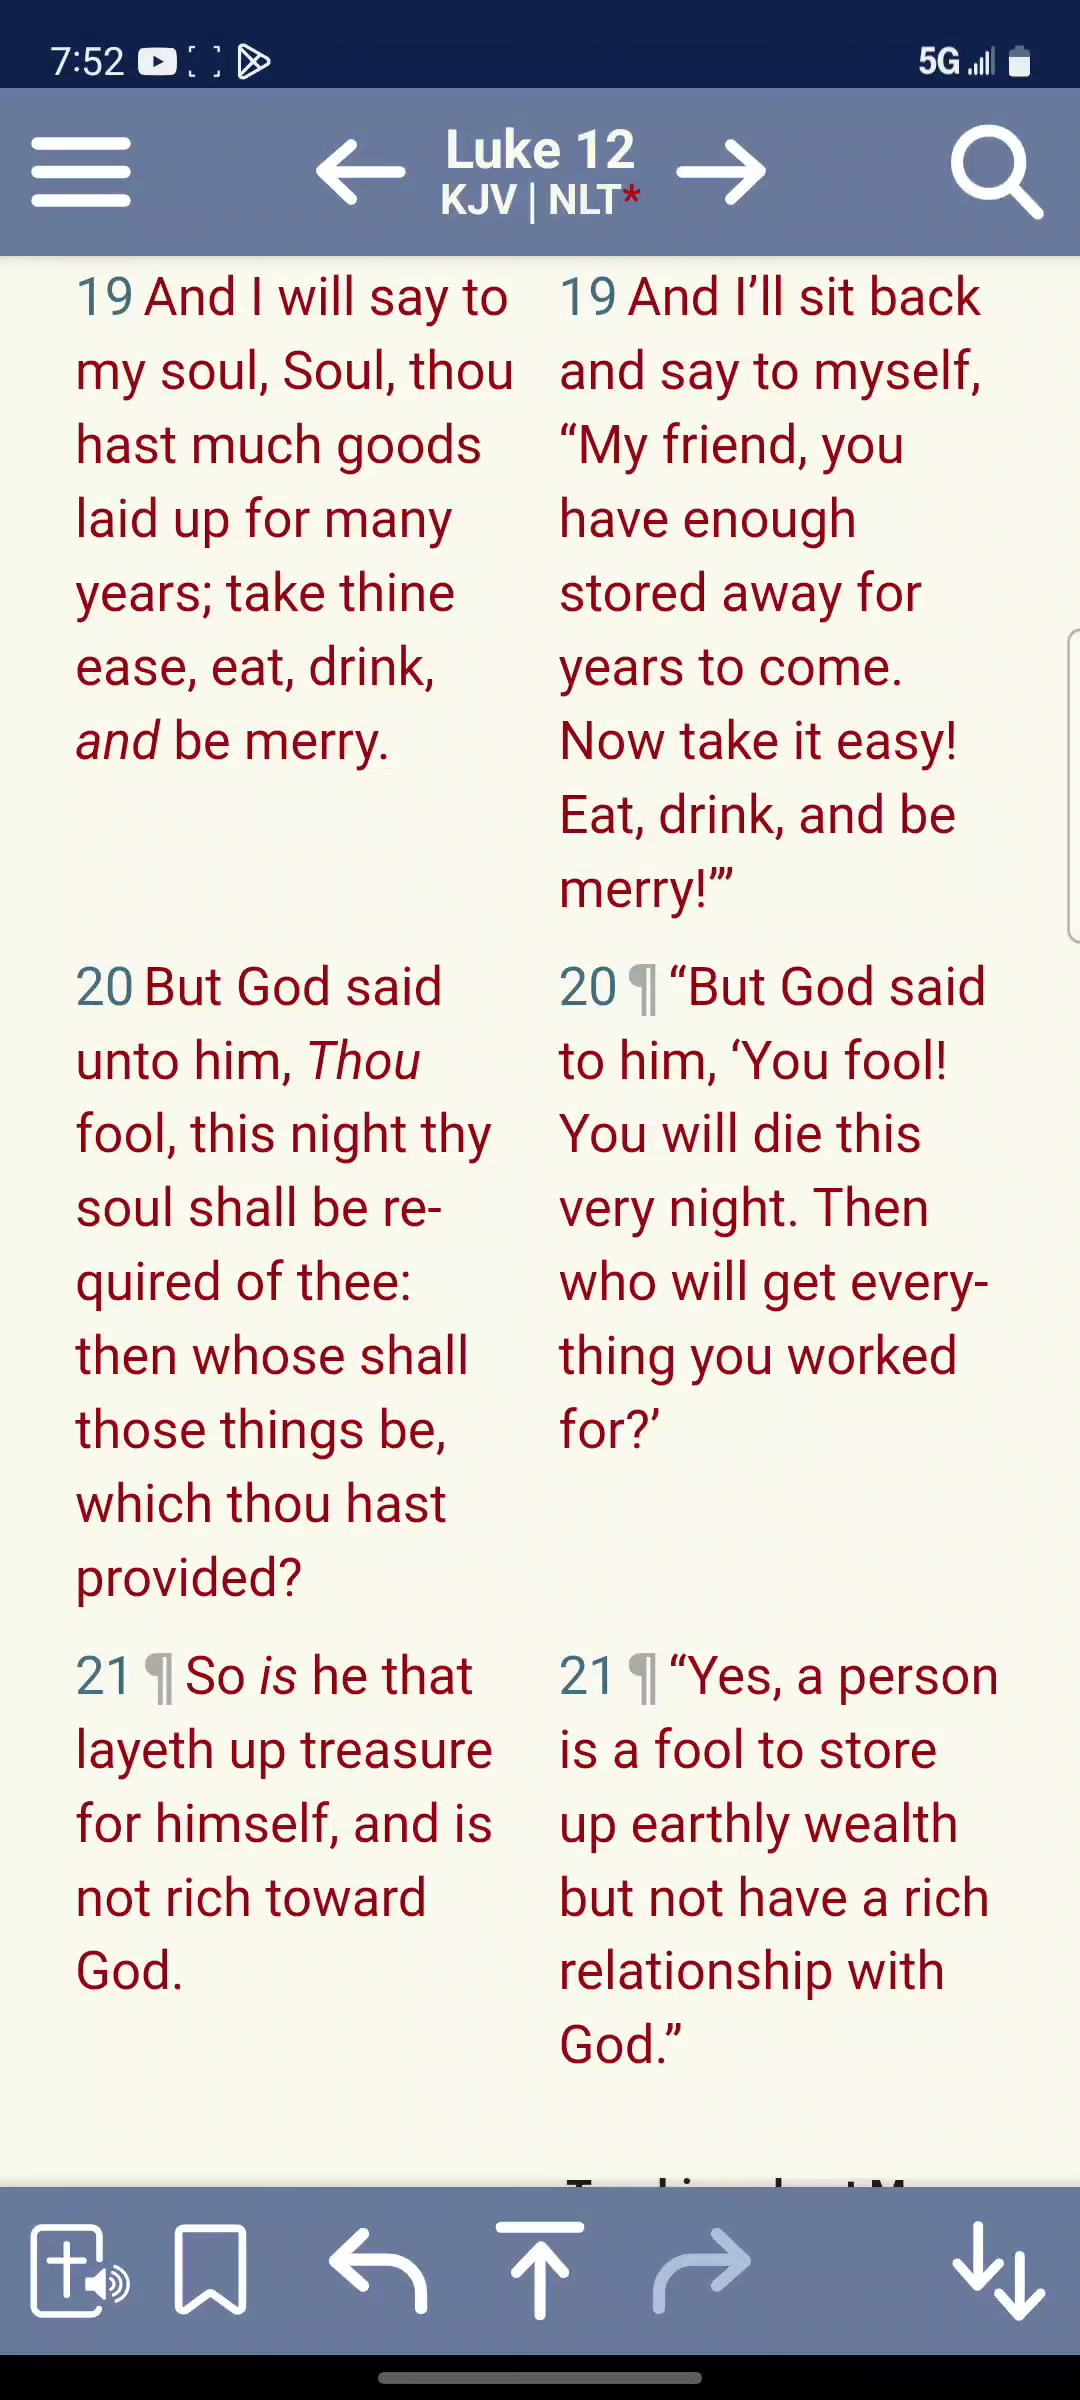 7:52
5G
Luke 12
KJV | NLT*
19 And I will say to
my soul, Soul, thou
hast much goods
laid up for many
years; take thine
ease, eat, drink,
and be merry.
19 And I’ll sit back
and say to myself,
“My friend, you
have enough
stored away for
years to come.
Now take it easy!
Eat, drink, and be
merry!’”
20 But God said
unto him, Thou
fool, this night thy
soul shall be re-
quired of thee:
then whose shall
those things be,
which thou hast
provided?
20 ¶ “But God said
to him, ‘You fool!
You will die this
very night. Then
who will get every-
thing you worked
for?’
21 ¶ So is he that
layeth up treasure
for himself, and is
not rich toward
God.
21 ¶ “Yes, a person
is a fool to store
up earthly wealth
but not have a rich
relationship with
God.”